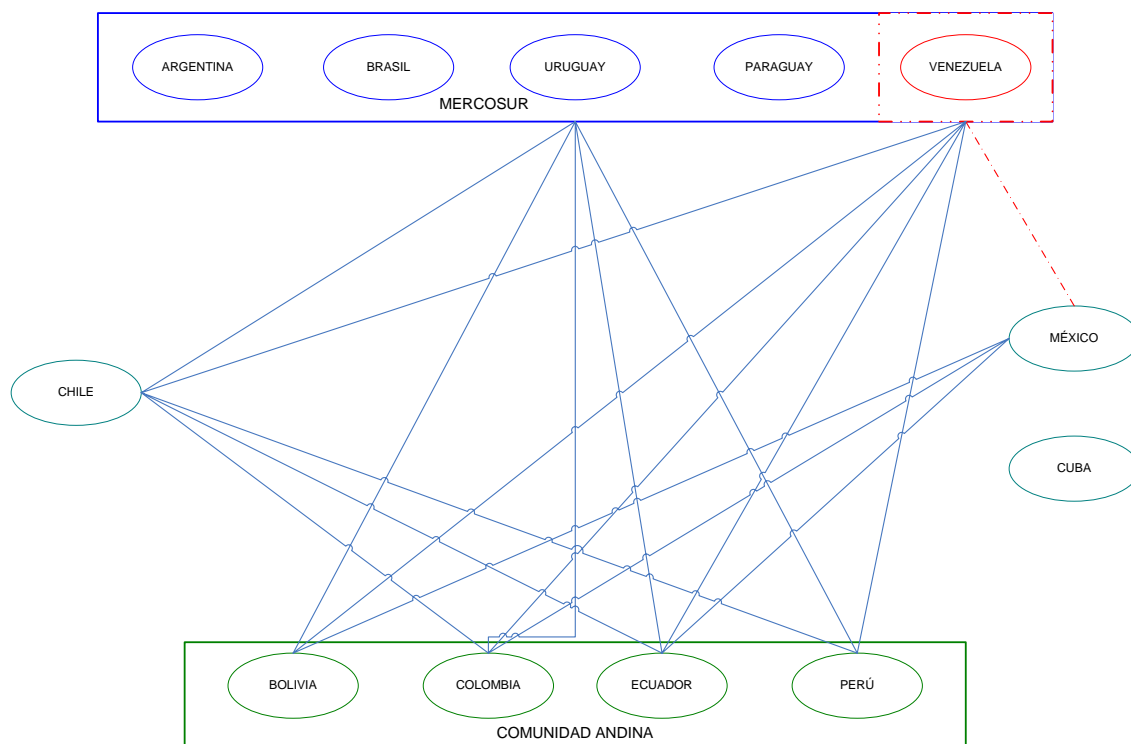 ARGENTINA
BRASIL
URUGUAY
PARAGUAY
VENEZUELA
MERCOSUR
MÉXICO
CHILE
CUBA
BOLIVIA
COLOMBIA
ECUADOR
PERÚ
COMUNIDAD ANDINA